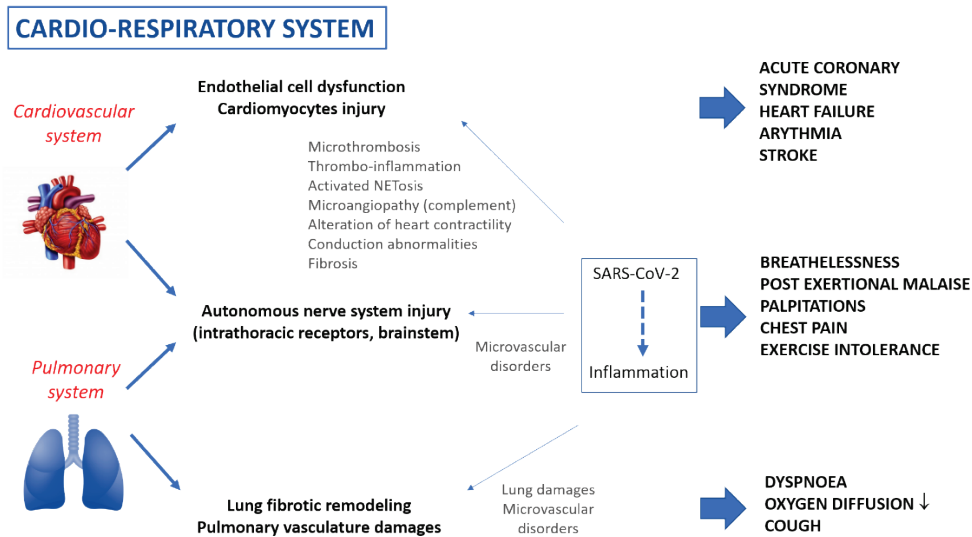 CARDIO-RESPIRATORY SYSTEM
Cardiovascular
system
Endothelial cell dysfunction
Cardiomyocytes injury
Microthrombosis
Thrombo-inflammation
Activated NETosis
Microangiopathy (complement)
Alteration of heart contractility
Conduction abnormalities
Fibrosis
ACUTE CORONARY
SYNDROME
HEART FAILURE
ARYTHMIA
STROKE
Autonomous nerve system injury
(intrathoracic receptors, brainstem)
Microvascular
disorders
SARS-CoV-2
Inflammation
BREATHELESSNESS
POST EXERTIONAL MALAISE
PALPITATIONS
CHEST PAIN
EXERCISE INTOLERANCE
Pulmonary
system
Lung fibrotic remodeling
Pulmonary vasculature damages
Lung damages
Microvascular
disorders
DYSPNOEA
OXYGEN DIFFUSION ↓
COUGH